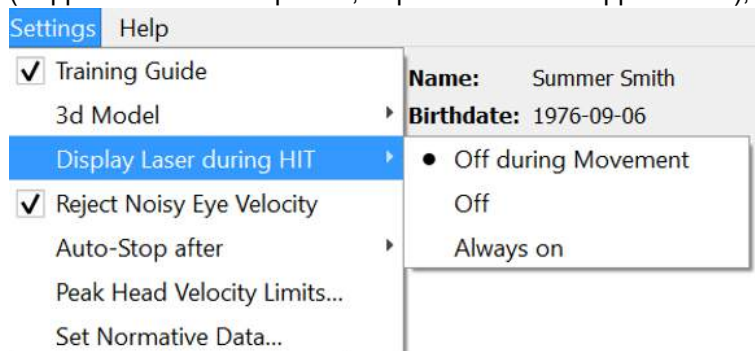 Settings Help
✓ Training Guide
Name: Summer Smith
3d Model
Birthdate: 1976-09-06
Display Laser during HIT
● Off during Movement
✓ Reject Noisy Eye Velocity
Off
Auto-Stop after
Always on
Peak Head Velocity Limits...
Set Normative Data...